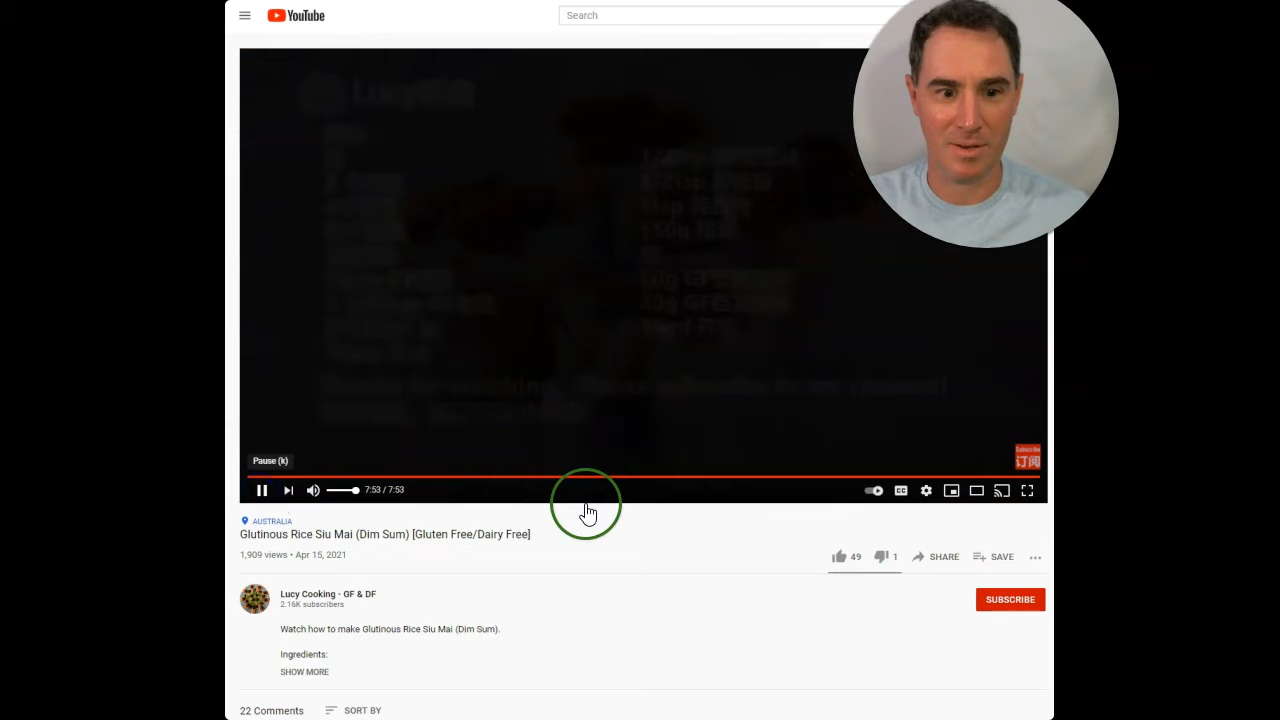 YouTube
Search
Subscribe
订阅
Pause (k)
7:53 / 7:53
CC
AUSTRALIA
Glutinous Rice Siu Mai (Dim Sum) [Gluten Free/Dairy Free]
1,909 views • Apr 15, 2021
49
1
SHARE
SAVE
Lucy Cooking - GF & DF
2.16K subscribers
SUBSCRIBE
Watch how to make Glutinous Rice Siu Mai (Dim Sum).
Ingredients:
SHOW MORE
22 Comments
SORT BY